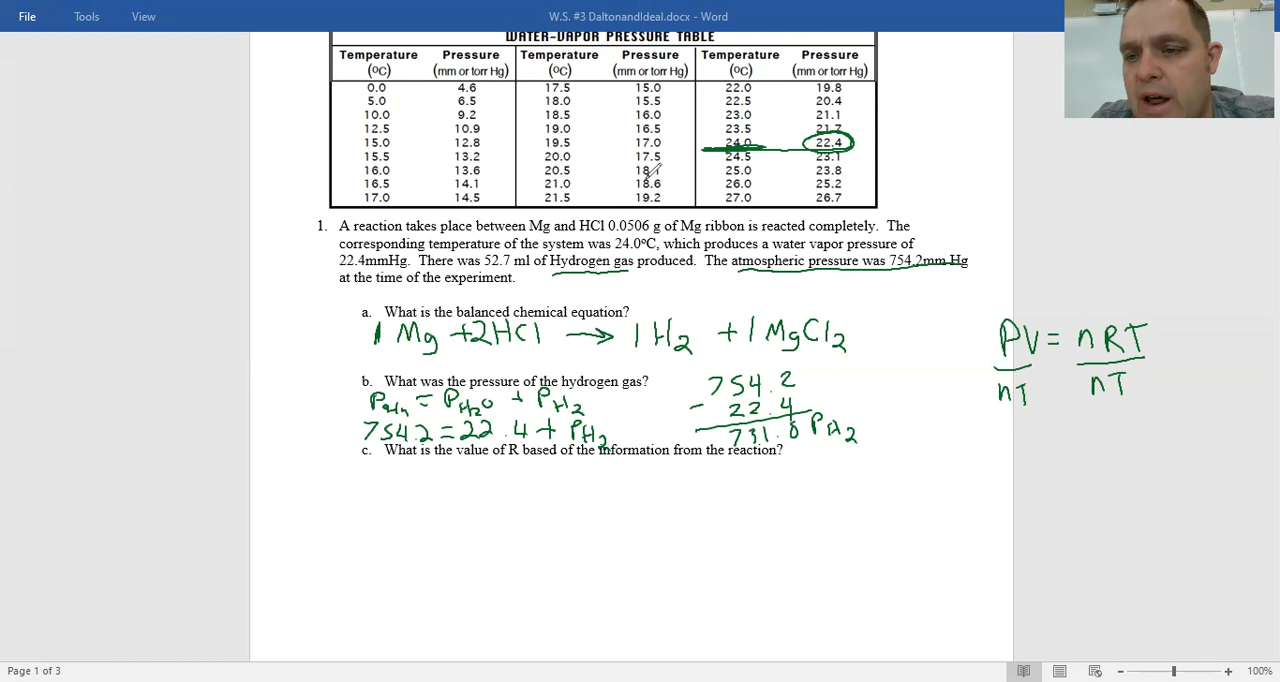 File Tools View W.S. #3 DaltonandIdeal.docx - Word
WATER-VAPOR PRESSURE TABLE
Temperature Pressure Temperature Pressure Temperature Pressure
(ºC) (mm or torr Hg) (ºC) (mm or torr Hg) (ºC) (mm or torr Hg)
0.0 4.6 17.5 15.0 22.0 19.8
5.0 6.5 18.0 15.5 22.5 20.4
10.0 9.2 18.5 16.0 23.0 21.1
12.5 10.9 19.0 16.5 23.5 21.7
15.0 12.8 19.5 17.0 24.0 22.4
15.5 13.2 20.0 17.5 24.5 23.1
16.0 13.6 20.5 18.1 25.0 23.8
16.5 14.1 21.0 18.6 26.0 25.2
17.0 14.5 21.5 19.2 27.0 26.7
1. A reaction takes place between Mg and HCl 0.0506 g of Mg ribbon is reacted completely. The
corresponding temperature of the system was 24.0ºC, which produces a water vapor pressure of
22.4mmHg. There was 52.7 ml of Hydrogen gas produced. The atmospheric pressure was 754.2mm Hg
at the time of the experiment.
a. What is the balanced chemical equation?
1 Mg + 2HCl → 1 H2 + 1 MgCl2
PV = nRT
nT nT
b. What was the pressure of the hydrogen gas?
Patm = PH2O + PH2
754.2 = 22.4 + PH2
754.2
- 22.4
731.8 PH2
c. What is the value of R based of the information from the reaction?
Page 1 of 3 100%